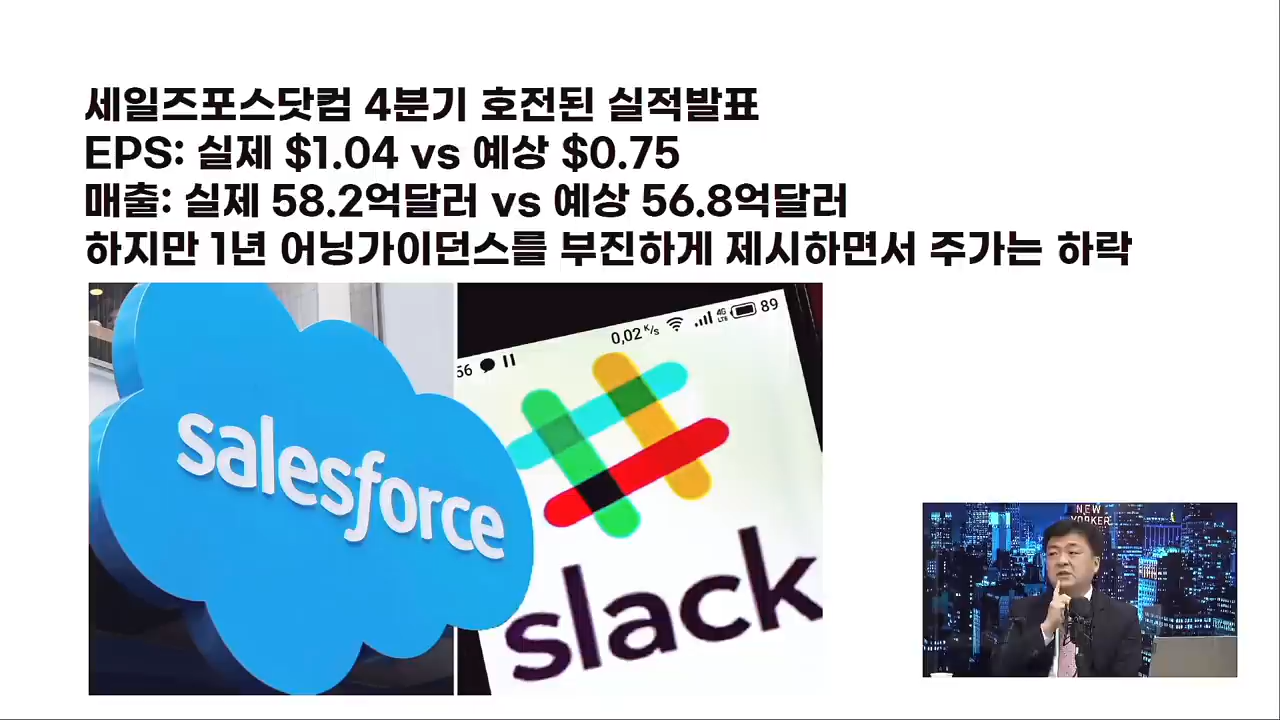 세일즈포스닷컴 4분기 호전된 실적발표
EPS: 실제 $1.04 vs 예상 $0.75
매출: 실제 58.2억달러 vs 예상 56.8억달러
하지만 1년 어닝가이던스를 부진하게 제시하면서 주가는 하락
salesforce
56
0,02 K/s
4G
LTE
89
slack
NEW
YORKER